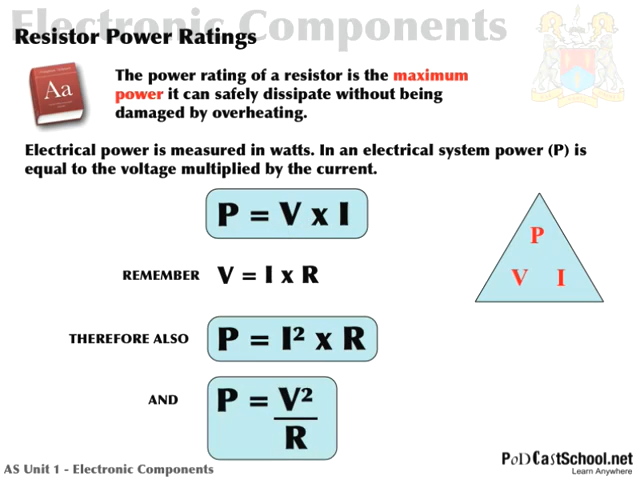 Electronic Components
Resistor Power Ratings
Aa
The power rating of a resistor is the maximum
power it can safely dissipate without being
damaged by overheating.
Electrical power is measured in watts. In an electrical system power (P) is
equal to the voltage multiplied by the current.
P = V x I
P
V I
REMEMBER V = I x R
THEREFORE ALSO P = I² x R
AND P = V²
R
AS Unit 1 - Electronic Components
PoDCastSchool.net
Learn Anywhere